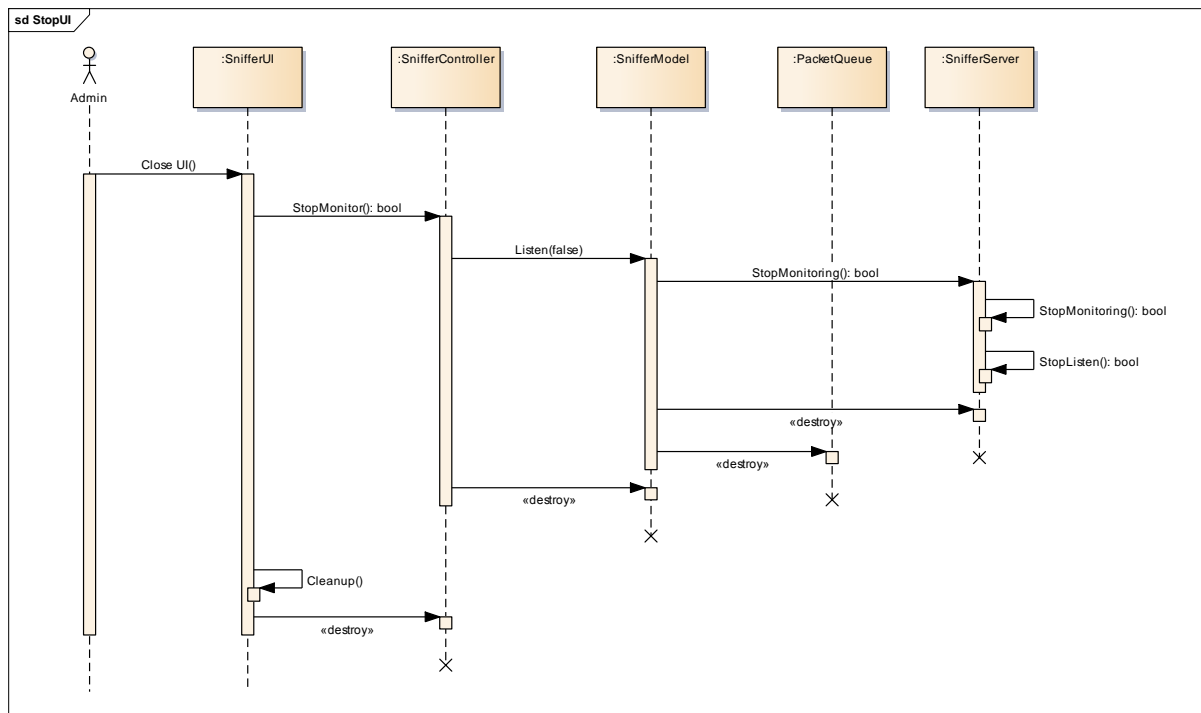 sd StopUI
:SnifferUI
:SnifferController
:SnifferModel
:PacketQueue
:SnifferServer
Admin
Close UI()
StopMonitor(): bool
Listen(false)
StopMonitoring(): bool
StopMonitoring(): bool
StopListen(): bool
«destroy»
«destroy»
«destroy»
Cleanup()
«destroy»